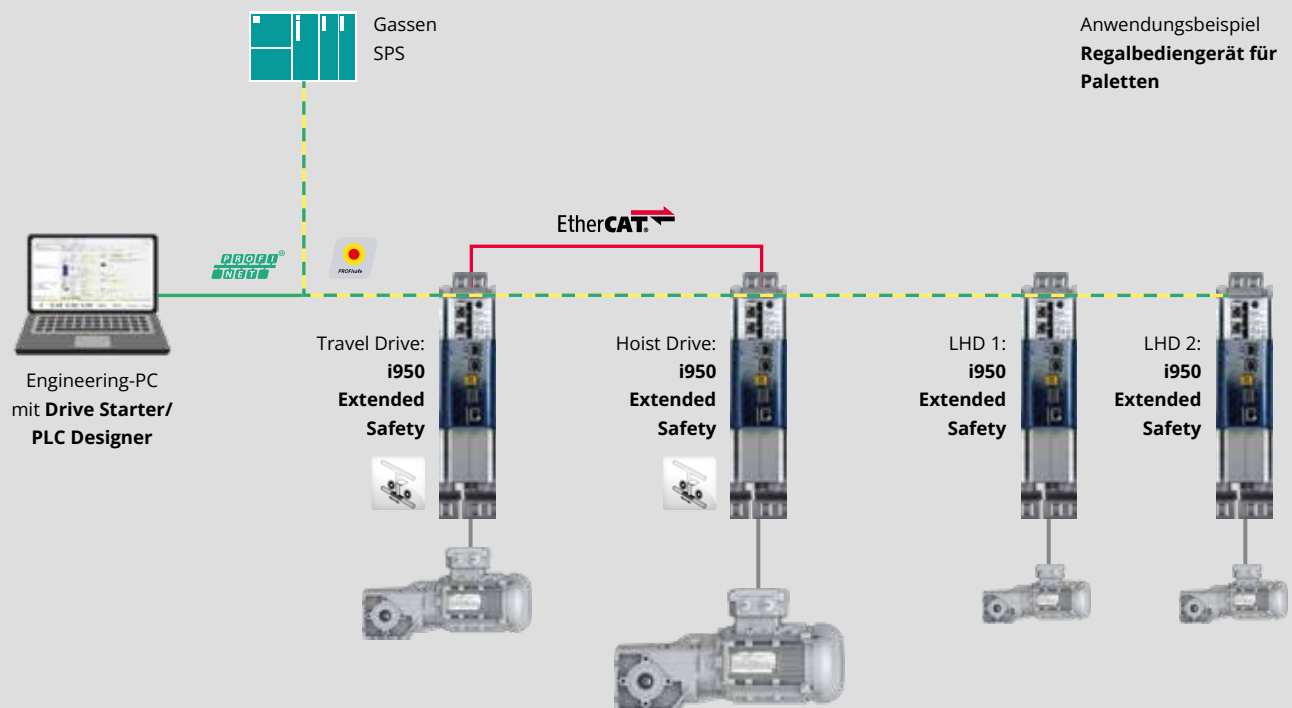 Gassen
SPS
Anwendungsbeispiel
Regalbediengerät für
Paletten
EtherCAT®
PROFI®
NET
PROFIsafe
Engineering-PC
mit Drive Starter/
PLC Designer
Travel Drive:
i950
Extended
Safety
Hoist Drive:
i950
Extended
Safety
LHD 1:
i950
Extended
Safety
LHD 2:
i950
Extended
Safety